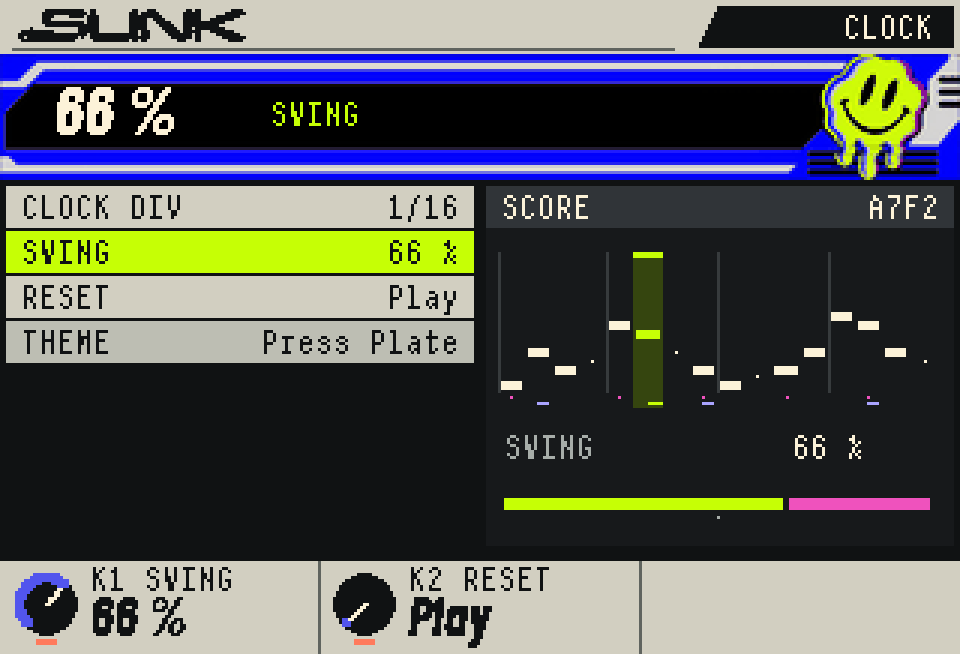 SLINK
CLOCK
66 % SWING
CLOCK DIV 1/16
SWING 66 %
RESET Play
THEME Press Plate
SCORE A7F2
SWING 66 %
K1 SWING
66 %
K2 RESET
Play